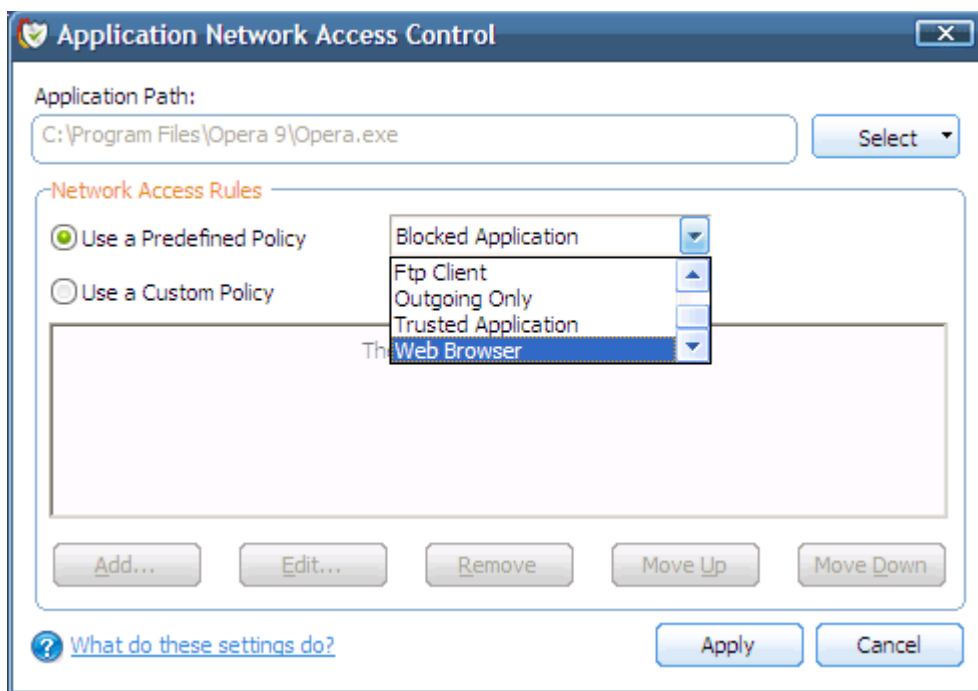 Application Network Access Control
Application Path:
C:\Program Files\Opera 9\Opera.exe
Select
Network Access Rules
Use a Predefined Policy
Blocked Application
Ftp Client
Outgoing Only
Trusted Application
Web Browser
Use a Custom Policy
Add...
Edit...
Remove
Move Up
Move Down
What do these settings do?
Apply
Cancel